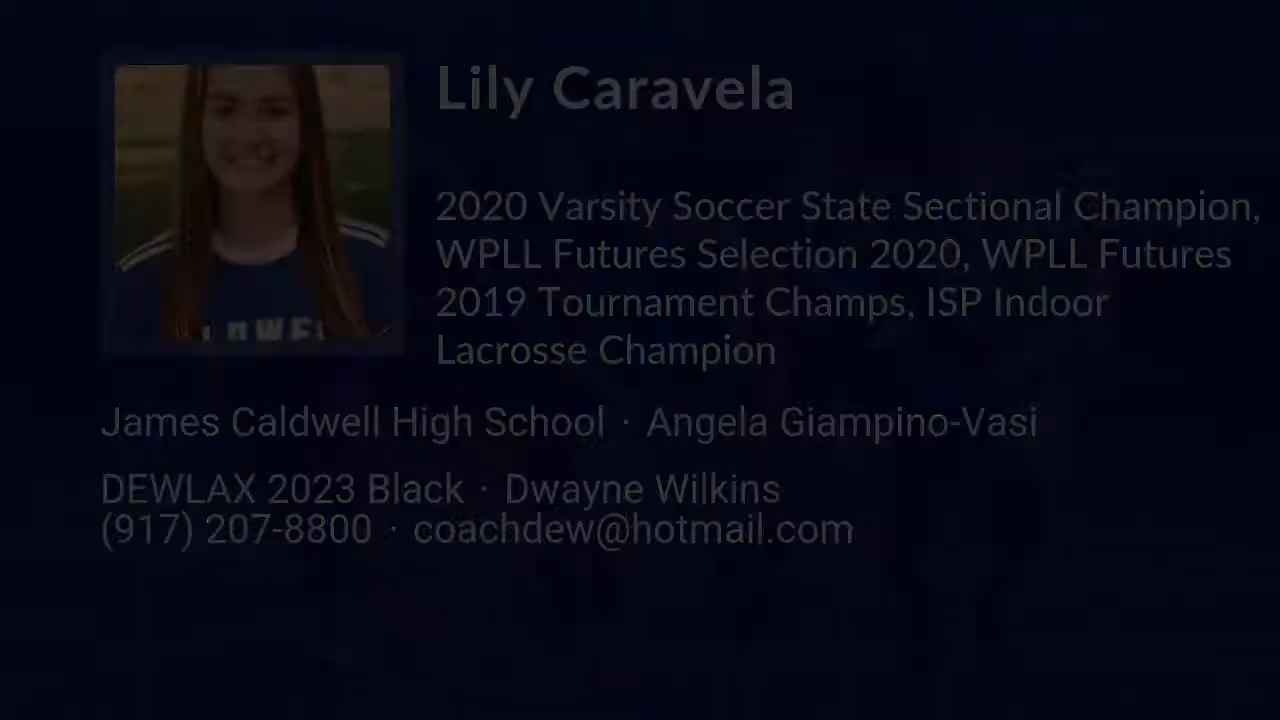 Lily Caravela
2020 Varsity Soccer State Sectional Champion,
WPLL Futures Selection 2020, WPLL Futures
2019 Tournament Champs, ISP Indoor
Lacrosse Champion
James Caldwell High School · Angela Giampino-Vasi
DEWLAX 2023 Black · Dwayne Wilkins
(917) 207-8800 · coachdew@hotmail.com